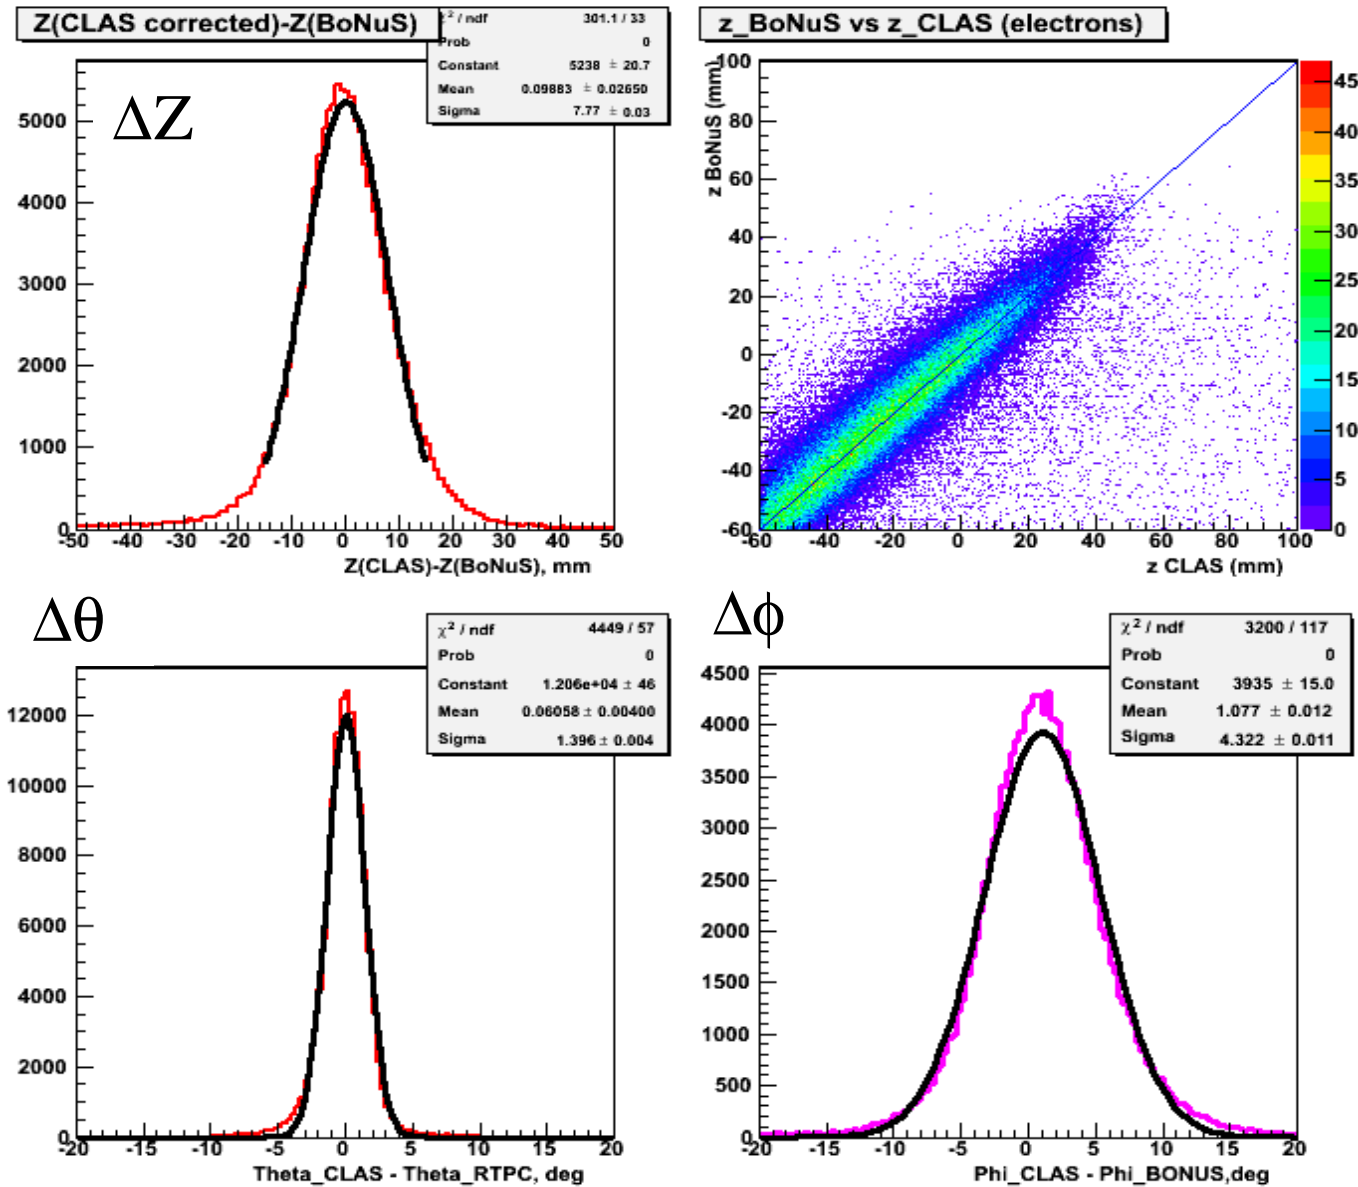 Z(CLAS corrected)-Z(BoNuS)
χ² / ndf 301.1 / 33
Prob 0
Constant 5238 ± 20.7
Mean 0.09883 ± 0.02650
Sigma 7.77 ± 0.03
ΔZ
5000
4000
3000
2000
1000
0
-50 -40 -30 -20 -10 0 10 20 30 40 50
Z(CLAS)-Z(BoNuS), mm
z_BoNuS vs z_CLAS (electrons)
z BoNuS (mm)
100
80
60
40
20
0
-20
-40
-60
-60 -40 -20 0 20 40 60 80 100
z CLAS (mm)
45
40
35
30
25
20
15
10
5
0
Δθ
χ² / ndf 4449 / 57
Prob 0
Constant 1.206e+04 ± 46
Mean 0.06058 ± 0.00400
Sigma 1.396 ± 0.004
12000
10000
8000
6000
4000
2000
0
-20 -15 -10 -5 0 5 10 15 20
Theta_CLAS - Theta_RTPC, deg
Δϕ
χ² / ndf 3200 / 117
Prob 0
Constant 3935 ± 15.0
Mean 1.077 ± 0.012
Sigma 4.322 ± 0.011
4500
4000
3500
3000
2500
2000
1500
1000
500
0
-20 -15 -10 -5 0 5 10 15 20
Phi_CLAS - Phi_BONUS,deg